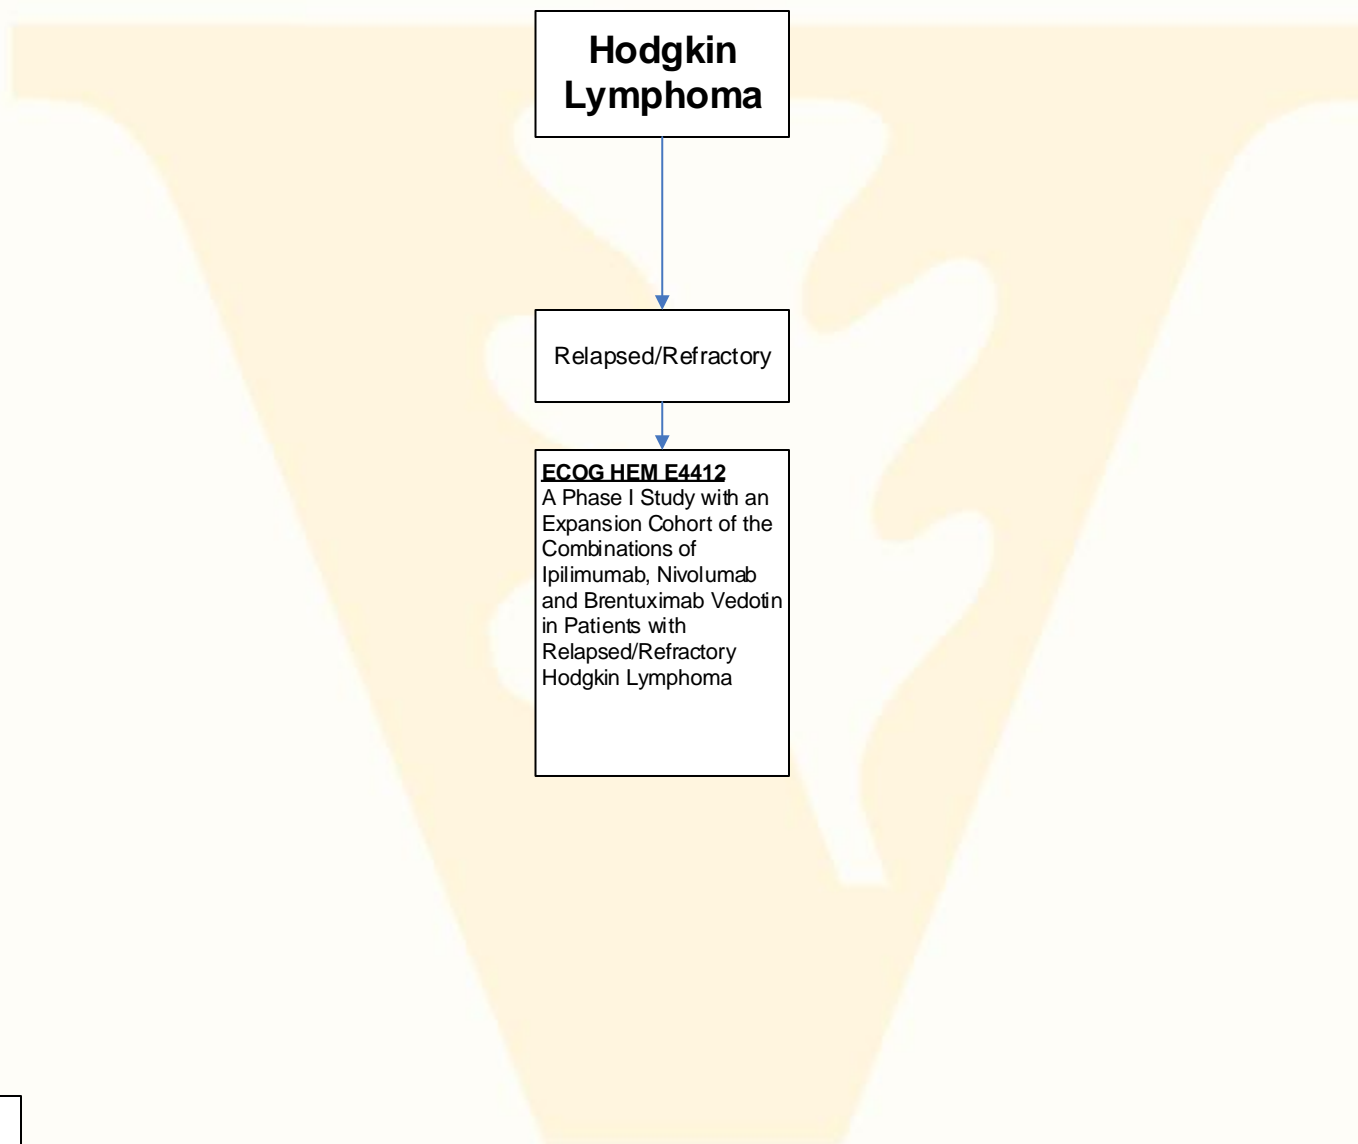 Hodgkin
Lymphoma
Relapsed/Refractory
ECOG HEM E4412
A Phase I Study with an
Expansion Cohort of the
Combinations of
Ipilimumab, Nivolumab
and Brentuximab Vedotin
in Patients with
Relapsed/Refractory
Hodgkin Lymphoma